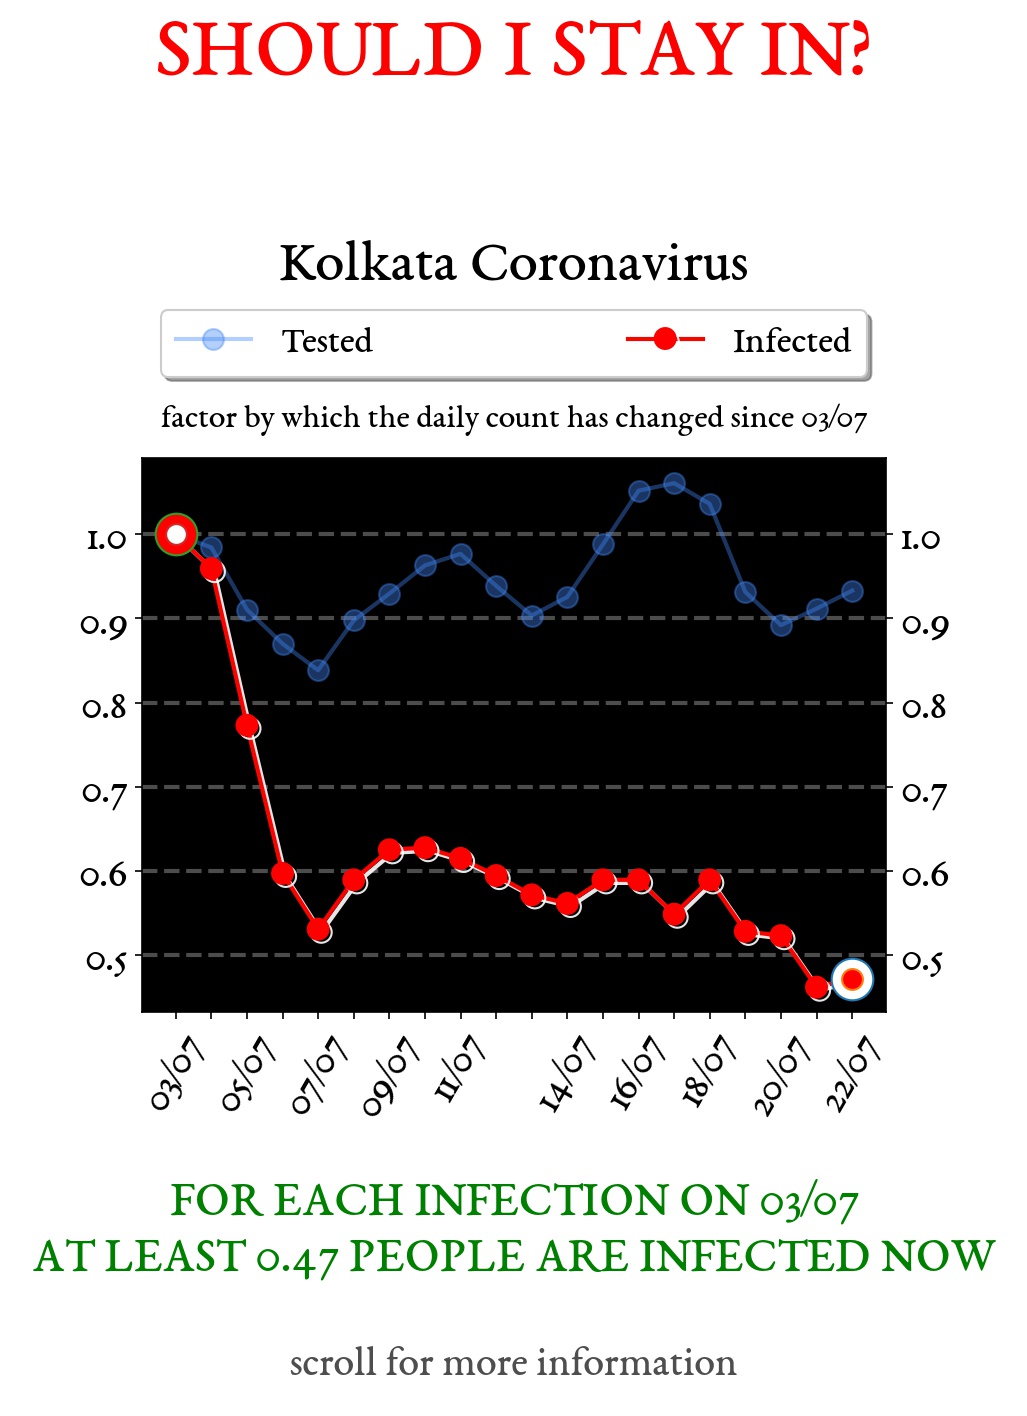 SHOULD I STAY IN?
Kolkata Coronavirus
Tested Infected
factor by which the daily count has changed since 03/07
1.0 1.0
0.9 0.9
0.8 0.8
0.7 0.7
0.6 0.6
0.5 0.5
03/07 05/07 07/07 09/07 11/07 14/07 16/07 18/07 20/07 22/07
FOR EACH INFECTION ON 03/07
AT LEAST 0.47 PEOPLE ARE INFECTED NOW
scroll for more information